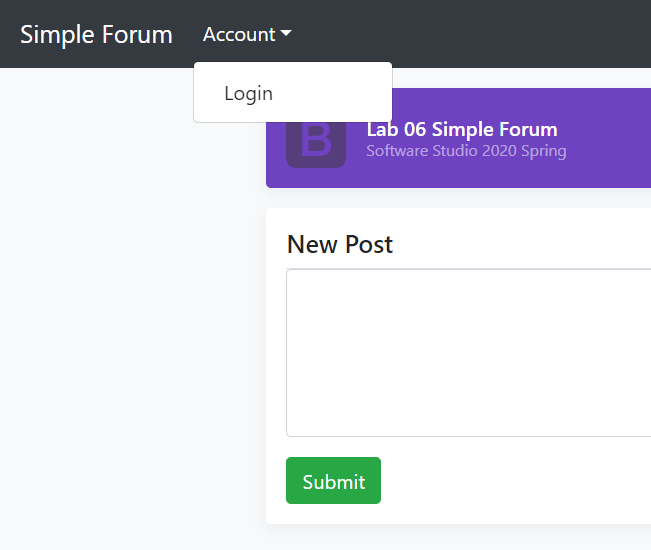 Simple Forum Account
Login
B
Lab 06 Simple Forum
Software Studio 2020 Spring
New Post
Submit